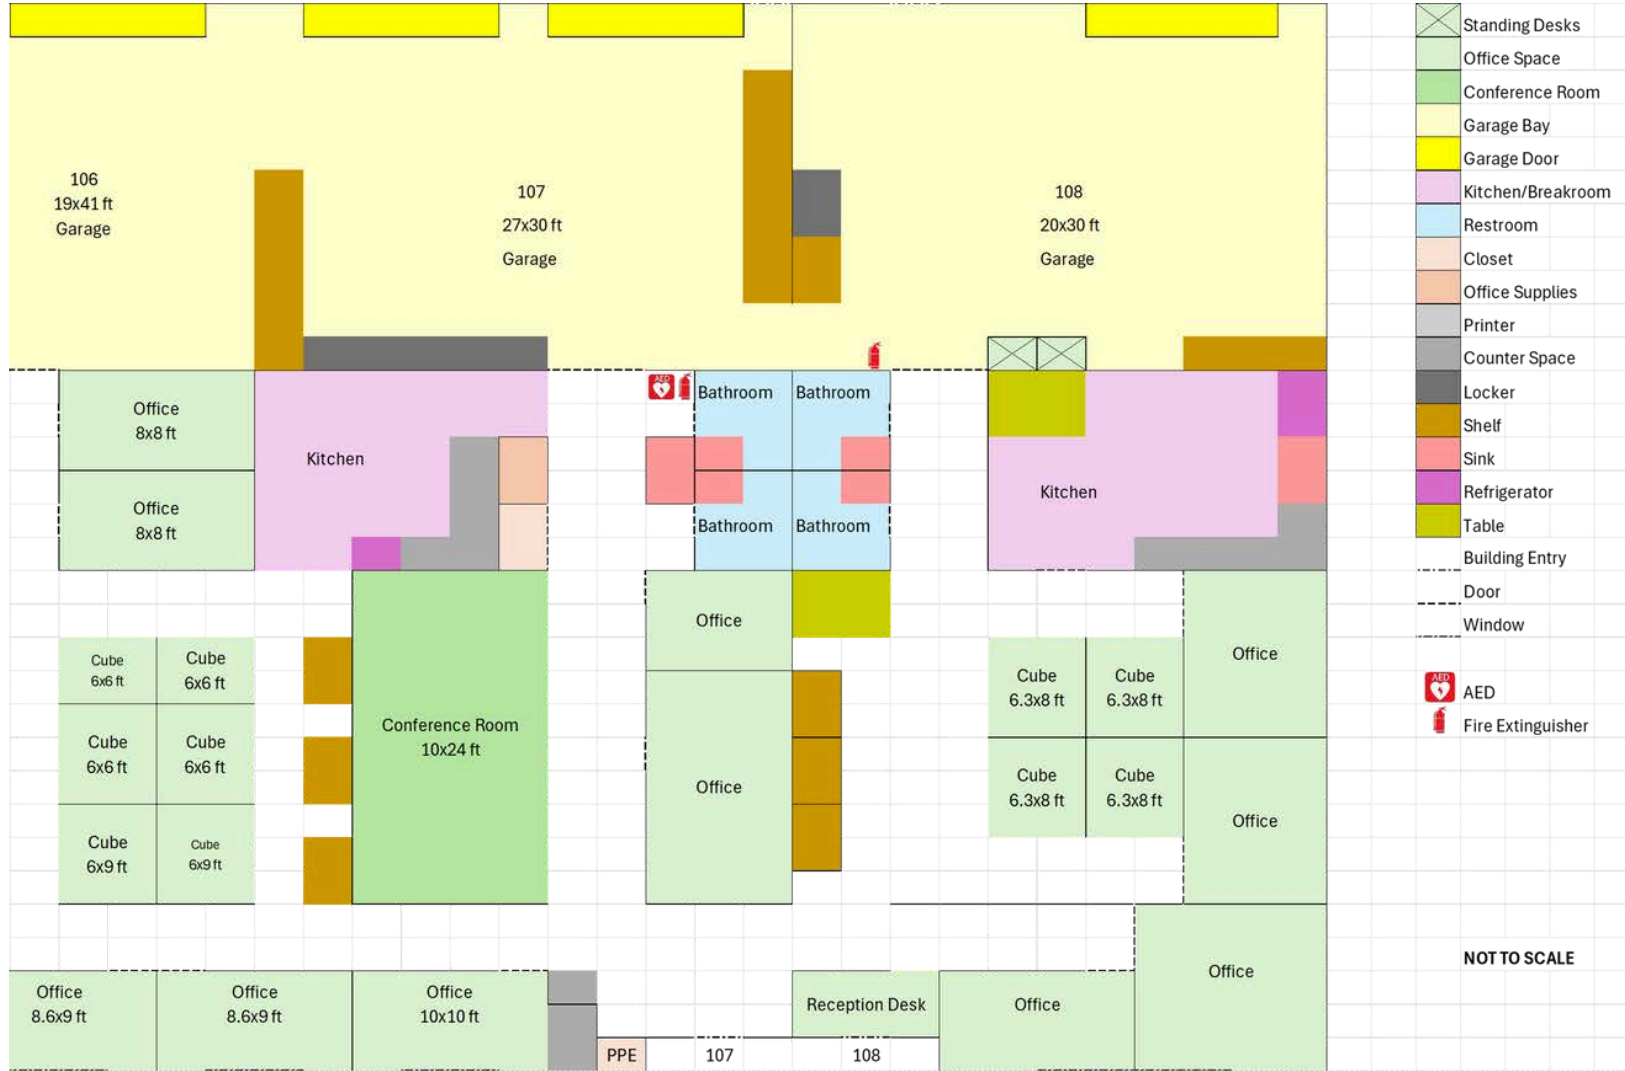 106
19x41 ft
Garage
107
27x30 ft
Garage
108
20x30 ft
Garage
AED
Office
8x8 ft
Office
8x8 ft
Kitchen
Bathroom
Bathroom
Bathroom
Bathroom
Kitchen
Office
Office
Cube
6x6 ft
Cube
6x6 ft
Cube
6x6 ft
Cube
6x6 ft
Cube
6x9 ft
Cube
6x9 ft
Conference Room
10x24 ft
Cube
6.3x8 ft
Cube
6.3x8 ft
Cube
6.3x8 ft
Cube
6.3x8 ft
Office
Office
Office
Office
8.6x9 ft
Office
8.6x9 ft
Office
10x10 ft
Reception Desk
Office
PPE
107
108
Standing Desks
Office Space
Conference Room
Garage Bay
Garage Door
Kitchen/Breakroom
Restroom
Closet
Office Supplies
Printer
Counter Space
Locker
Shelf
Sink
Refrigerator
Table
Building Entry
Door
Window
AED
AED
Fire Extinguisher
NOT TO SCALE